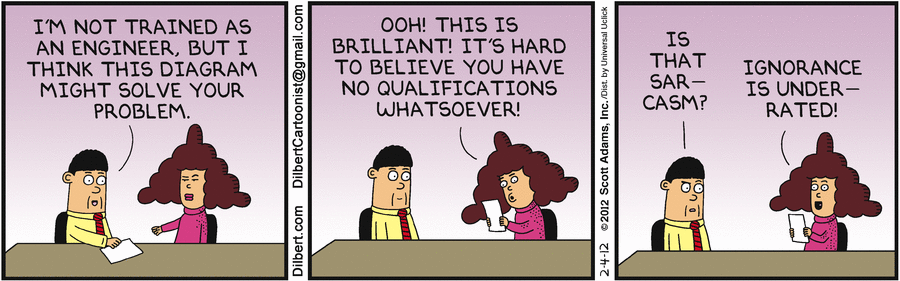 I'M NOT TRAINED AS
AN ENGINEER, BUT I
THINK THIS DIAGRAM
MIGHT SOLVE YOUR
PROBLEM.
Dilbert.com DilbertCartoonist@gmail.com
OOH! THIS IS
BRILLIANT! IT'S HARD
TO BELIEVE YOU HAVE
NO QUALIFICATIONS
WHATSOEVER!
2-4-12 ©2012 Scott Adams, Inc. /Dist. by Universal Uclick
IS
THAT
SAR–
CASM?
IGNORANCE
IS UNDER–
RATED!